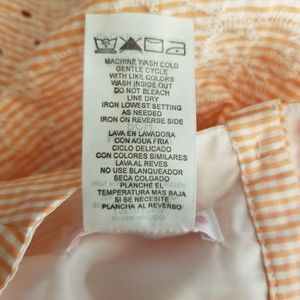 MACHINE WASH COLD
GENTLE CYCLE
WITH LIKE COLORS
WASH INSIDE OUT
DO NOT BLEACH
LINE DRY
IRON LOWEST SETTING
AS NEEDED
IRON ON REVERSE SIDE
LAVA EN LAVADORA
CON AGUA FRIA
CICLO DELICADO
CON COLORES SIMILARES
LAVA AL REVES
NO USE BLANQUEADOR
SECA COLGADO
PLANCHE EL
TEMPERATURA MAS BAJA
SI SE NECESITE
PLANCHA AL REVERSO